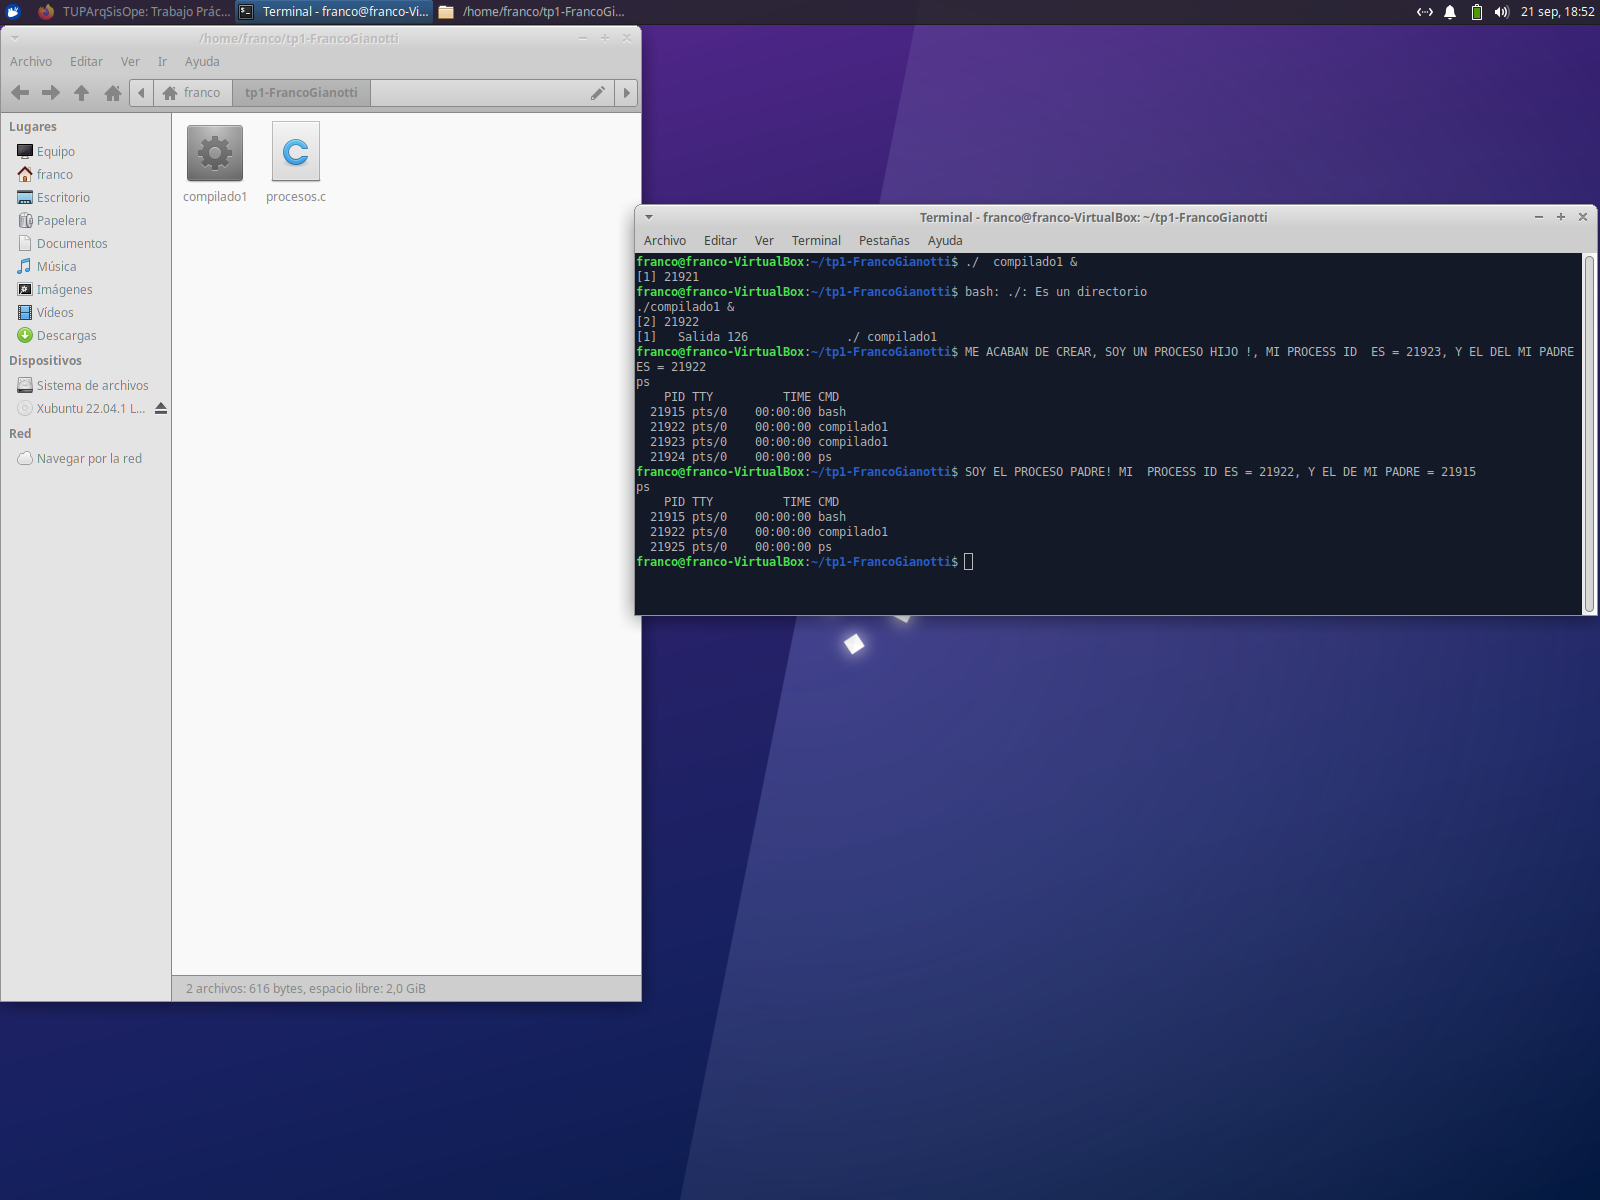 TUPArqSisOpe: Trabajo Prác...
Terminal - franco@franco-Vi...
/home/franco/tp1-FrancoGi...
21 sep, 18:52
/home/franco/tp1-FrancoGianotti
Archivo Editar Ver Ir Ayuda
franco tp1-FrancoGianotti
Lugares
Equipo
franco
Escritorio
Papelera
Documentos
Música
Imágenes
Vídeos
Descargas
Dispositivos
Sistema de archivos
Xubuntu 22.04.1 L...
Red
Navegar por la red
compilado1
procesos.c
2 archivos: 616 bytes, espacio libre: 2,0 GiB
Terminal - franco@franco-VirtualBox: ~/tp1-FrancoGianotti
Archivo Editar Ver Terminal Pestañas Ayuda
franco@franco-VirtualBox:~/tp1-FrancoGianotti$ ./  compilado1 &
[1] 21921
franco@franco-VirtualBox:~/tp1-FrancoGianotti$ bash: ./: Es un directorio
./compilado1 &
[2] 21922
[1]   Salida 126              ./ compilado1
franco@franco-VirtualBox:~/tp1-FrancoGianotti$ ME ACABAN DE CREAR, SOY UN PROCESO HIJO !, MI PROCESS ID  ES = 21923, Y EL DEL MI PADRE
ES = 21922
ps
    PID TTY          TIME CMD
  21915 pts/0    00:00:00 bash
  21922 pts/0    00:00:00 compilado1
  21923 pts/0    00:00:00 compilado1
  21924 pts/0    00:00:00 ps
franco@franco-VirtualBox:~/tp1-FrancoGianotti$ SOY EL PROCESO PADRE! MI  PROCESS ID ES = 21922, Y EL DE MI PADRE = 21915
ps
    PID TTY          TIME CMD
  21915 pts/0    00:00:00 bash
  21922 pts/0    00:00:00 compilado1
  21925 pts/0    00:00:00 ps
franco@franco-VirtualBox:~/tp1-FrancoGianotti$